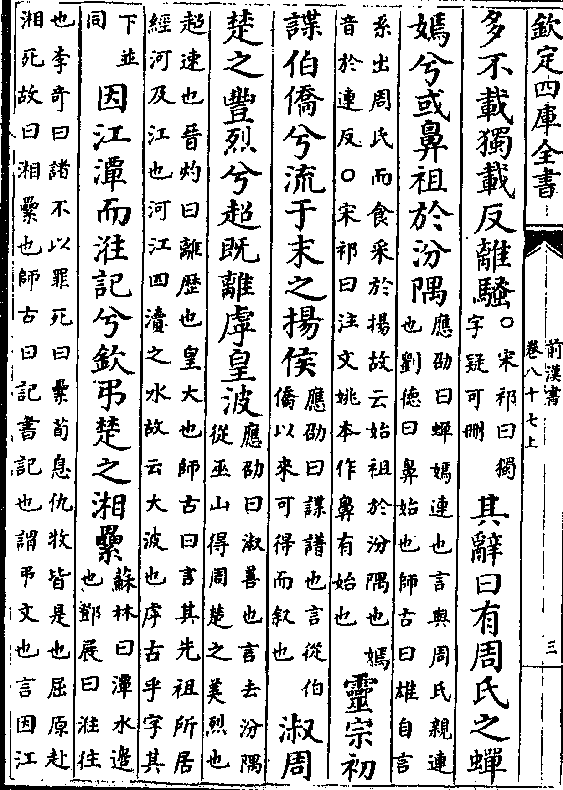 欽定四庫全書
前漢書
卷八十七上
三
多不載獨載反離騷○宋祁曰獨
字疑可刪其辭曰有周氏之蟬
嫣兮或鼻祖於汾隅應劭曰蟬嫣連也言與周氏親連
也劉德曰鼻始也師古曰雄自言
系出周氏而食采於揚故云始祖於汾隅也嫣
音於連反○宋祁曰注文姚本作鼻有始也靈宗初
諜伯僑兮流于末之揚侯應劭曰諜譜也言從伯
僑以來可得而叙也淑周
楚之豐烈兮超既離虖皇波應劭曰淑善也言去汾隅
從巫山得周楚之美烈也
超速也晉灼曰離歴也皇大也師古曰言其先祖所居
經河及江也河江四瀆之水故云大波也虖古乎字其
下並
同因江潭而㳹記兮欽弔楚之湘纍蘇林曰潭水邊
也鄧展曰㳹往
也李奇曰諸不以罪死曰纍荀息仇牧皆是也屈原赴
湘死故曰湘纍也師古曰記書記也謂弔文也言因江